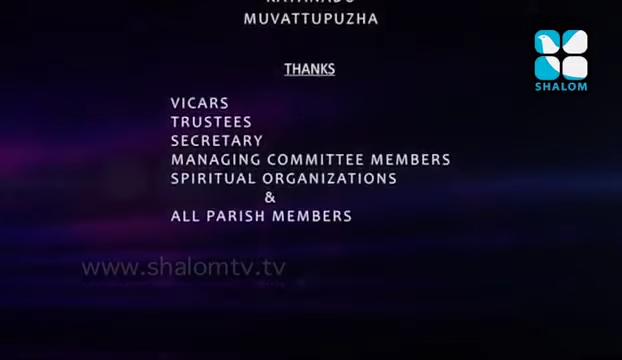 MUVATTUPUZHA
THANKS
SHALOM
VICARS
TRUSTEES
SECRETARY
MANAGING COMMITTEE MEMBERS
SPIRITUAL ORGANIZATIONS
&
ALL PARISH MEMBERS
www.shalomtv.tv